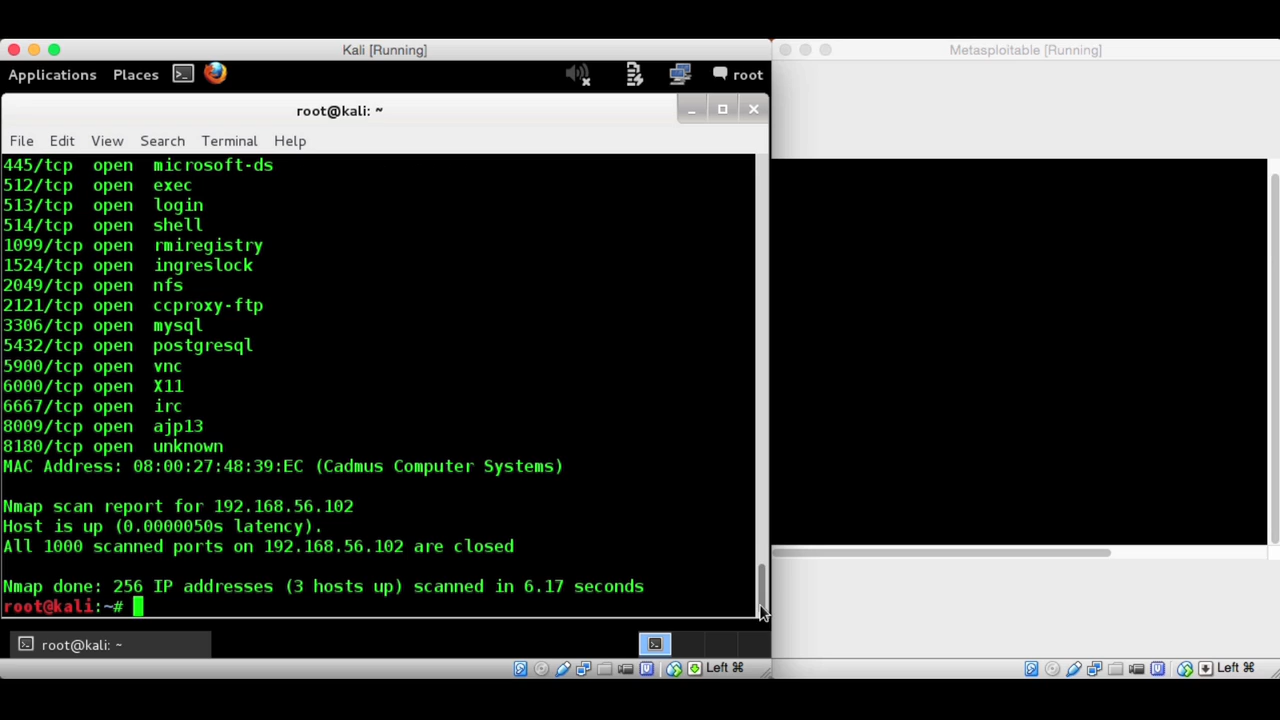 Kali [Running]
Metasploitable [Running]
Applications Places root
root@kali: ~
File Edit View Search Terminal Help
445/tcp open microsoft-ds
512/tcp open exec
513/tcp open login
514/tcp open shell
1099/tcp open rmiregistry
1524/tcp open ingreslock
2049/tcp open nfs
2121/tcp open ccproxy-ftp
3306/tcp open mysql
5432/tcp open postgresql
5900/tcp open vnc
6000/tcp open X11
6667/tcp open irc
8009/tcp open ajp13
8180/tcp open unknown
MAC Address: 08:00:27:48:39:EC (Cadmus Computer Systems)
Nmap scan report for 192.168.56.102
Host is up (0.0000050s latency).
All 1000 scanned ports on 192.168.56.102 are closed
Nmap done: 256 IP addresses (3 hosts up) scanned in 6.17 seconds
root@kali:~#
root@kali: ~
Left ⌘
Left ⌘